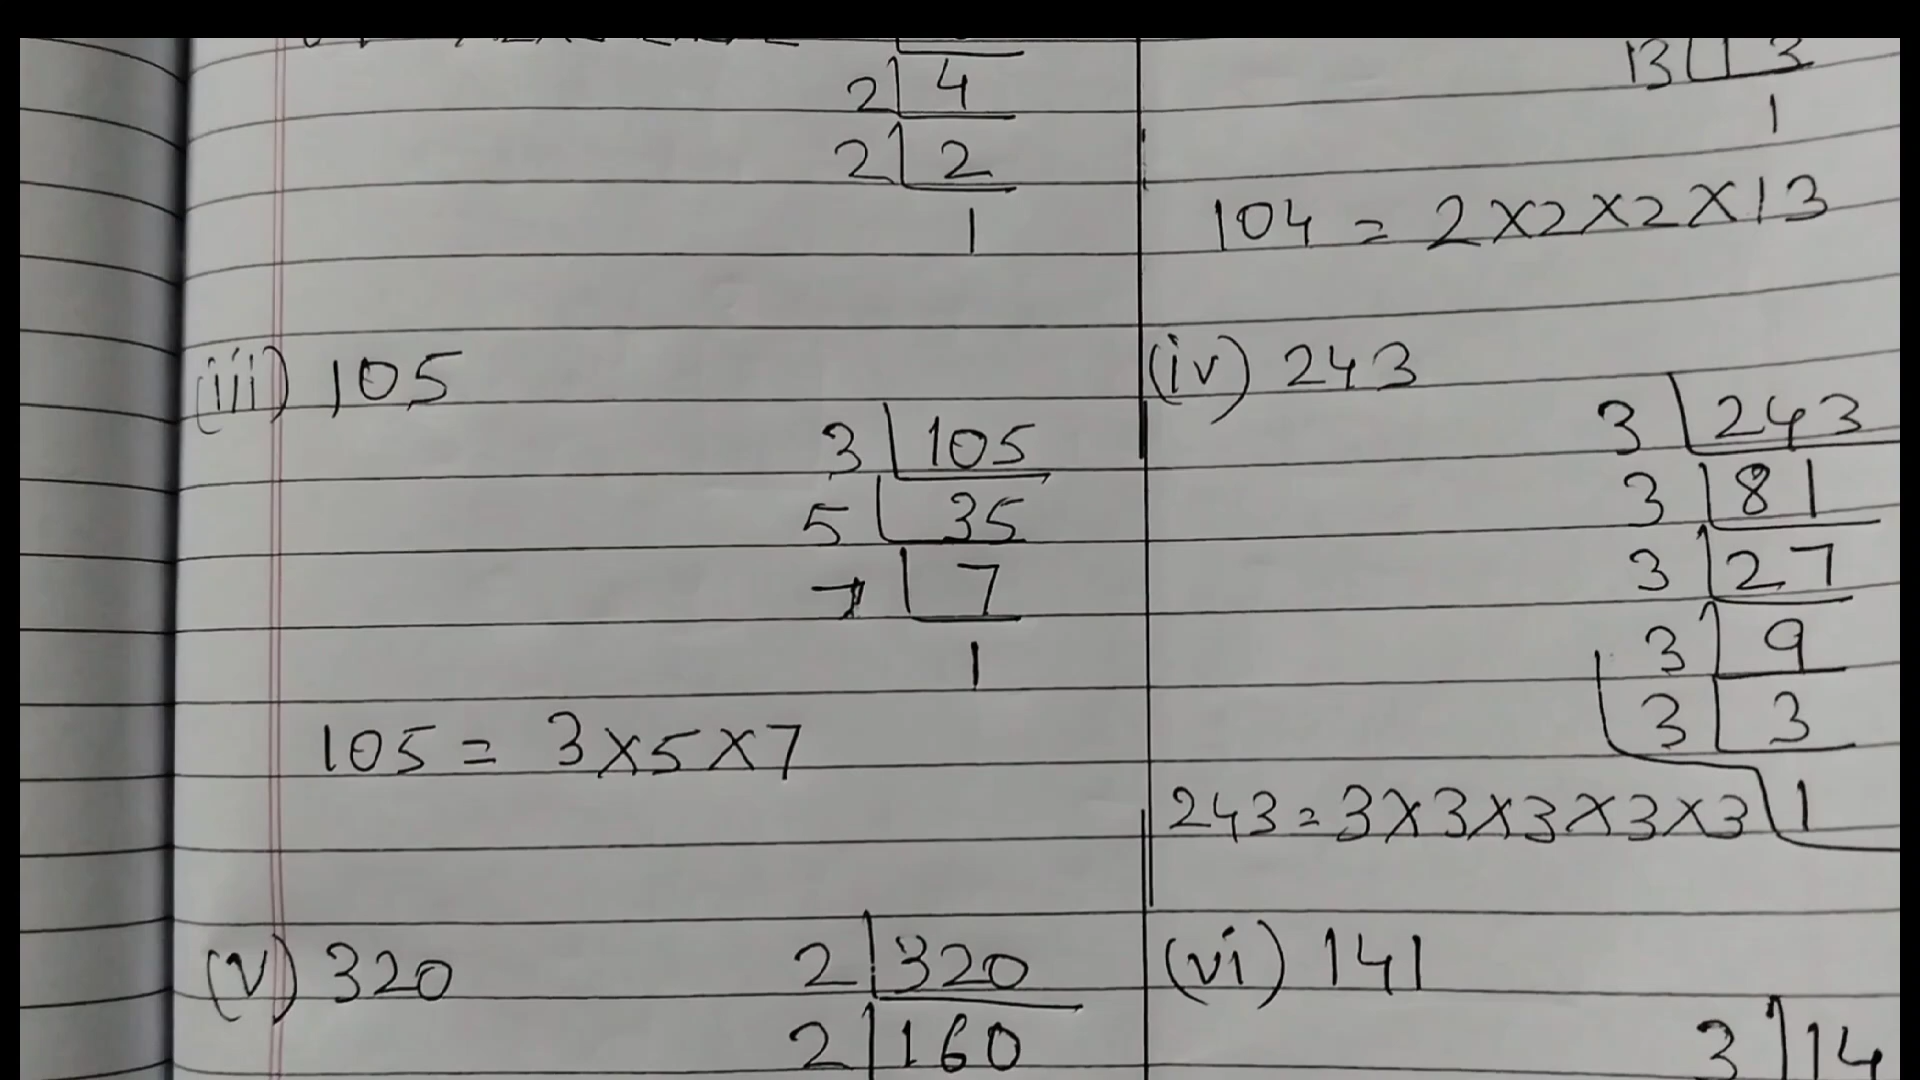 2 4
2 2
1
13 13
1
104 = 2×2×2×13
(iii) 105
3 105
5 35
7 7
1
105 = 3×5×7
(iv) 243
3 243
3 81
3 27
3 9
3 3
1
243 = 3×3×3×3×3
(v) 320
2 320
2 160
(vi) 141
3 14